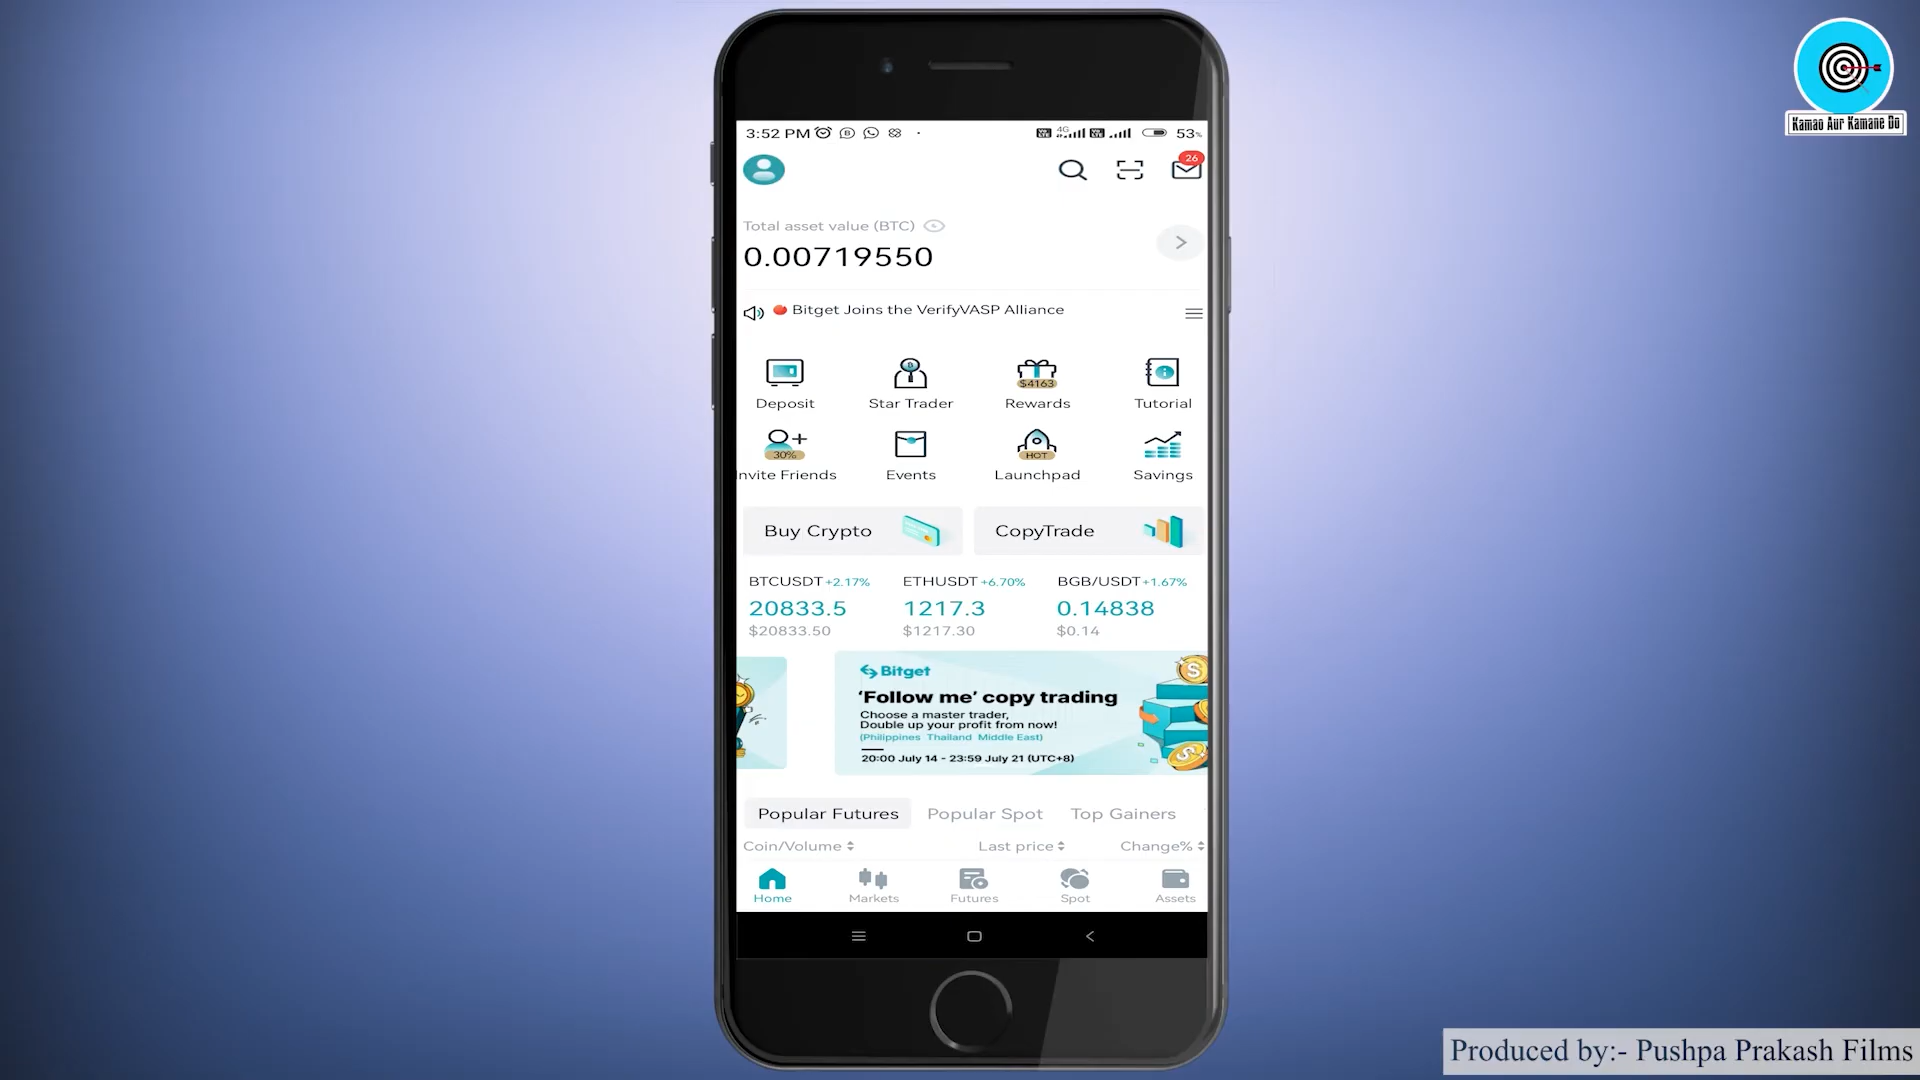 Kamao Aur Kamane Do
3:52 PM
4G
53%
26
Total asset value (BTC)
0.00719550
Bitget Joins the VerifyVASP Alliance
$4163
Deposit
Star Trader
Rewards
Tutorial
30%
HOT
Invite Friends
Events
Launchpad
Savings
Buy Crypto
CopyTrade
BTCUSDT +2.17%
ETHUSDT +6.70%
BGB/USDT +1.67%
20833.5
1217.3
0.14838
$20833.50
$1217.30
$0.14
Bitget
'Follow me' copy trading
Choose a master trader,
Double up your profit from now!
(Philippines Thailand Middle East)
20:00 July 14 - 23:59 July 21 (UTC+8)
Popular Futures
Popular Spot
Top Gainers
Coin/Volume
Last price
Change%
Home
Markets
Futures
Spot
Assets
Produced by:- Pushpa Prakash Films